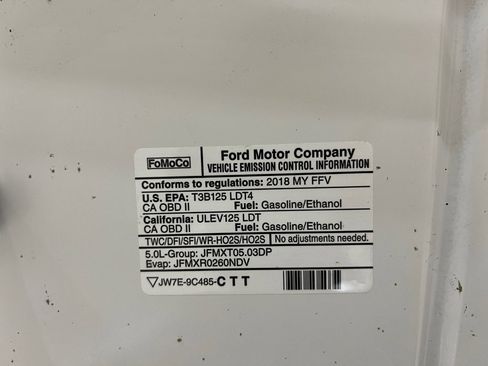 FoMoCo
Ford Motor Company
VEHICLE EMISSION CONTROL INFORMATION
Conforms to regulations: 2018 MY FFV
U.S. EPA: T3B125 LDT4
CA OBD II Fuel: Gasoline/Ethanol
California: ULEV125 LDT
CA OBD II Fuel: Gasoline/Ethanol
TWC/DFI/SFI/WR-HO2S/HO2S No adjustments needed.
5.0L-Group: JFMXT05.03DP
Evap: JFMXR0260NDV
JW7E-9C485-CTT